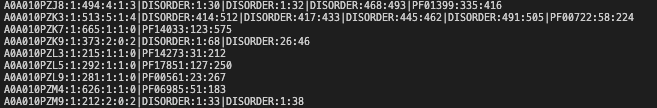 A0A010PZJ8:1:494:4:1:3|DISORDER:1:30|DISORDER:1:32|DISORDER:468:493|PF01399:335:416
A0A010PZK3:1:513:5:1:4|DISORDER:414:512|DISORDER:417:433|DISORDER:445:462|DISORDER:491:505|PF00722:58:224
A0A010PZK7:1:665:1:1:0|PF14033:123:575
A0A010PZK9:1:373:2:0:2|DISORDER:1:68|DISORDER:26:46
A0A010PZL3:1:215:1:1:0|PF14273:31:212
A0A010PZL5:1:292:1:1:0|PF17851:127:250
A0A010PZL9:1:281:1:1:0|PF00561:23:267
A0A010PZM4:1:626:1:1:0|PF06985:51:183
A0A010PZM9:1:212:2:0:2|DISORDER:1:33|DISORDER:1:38